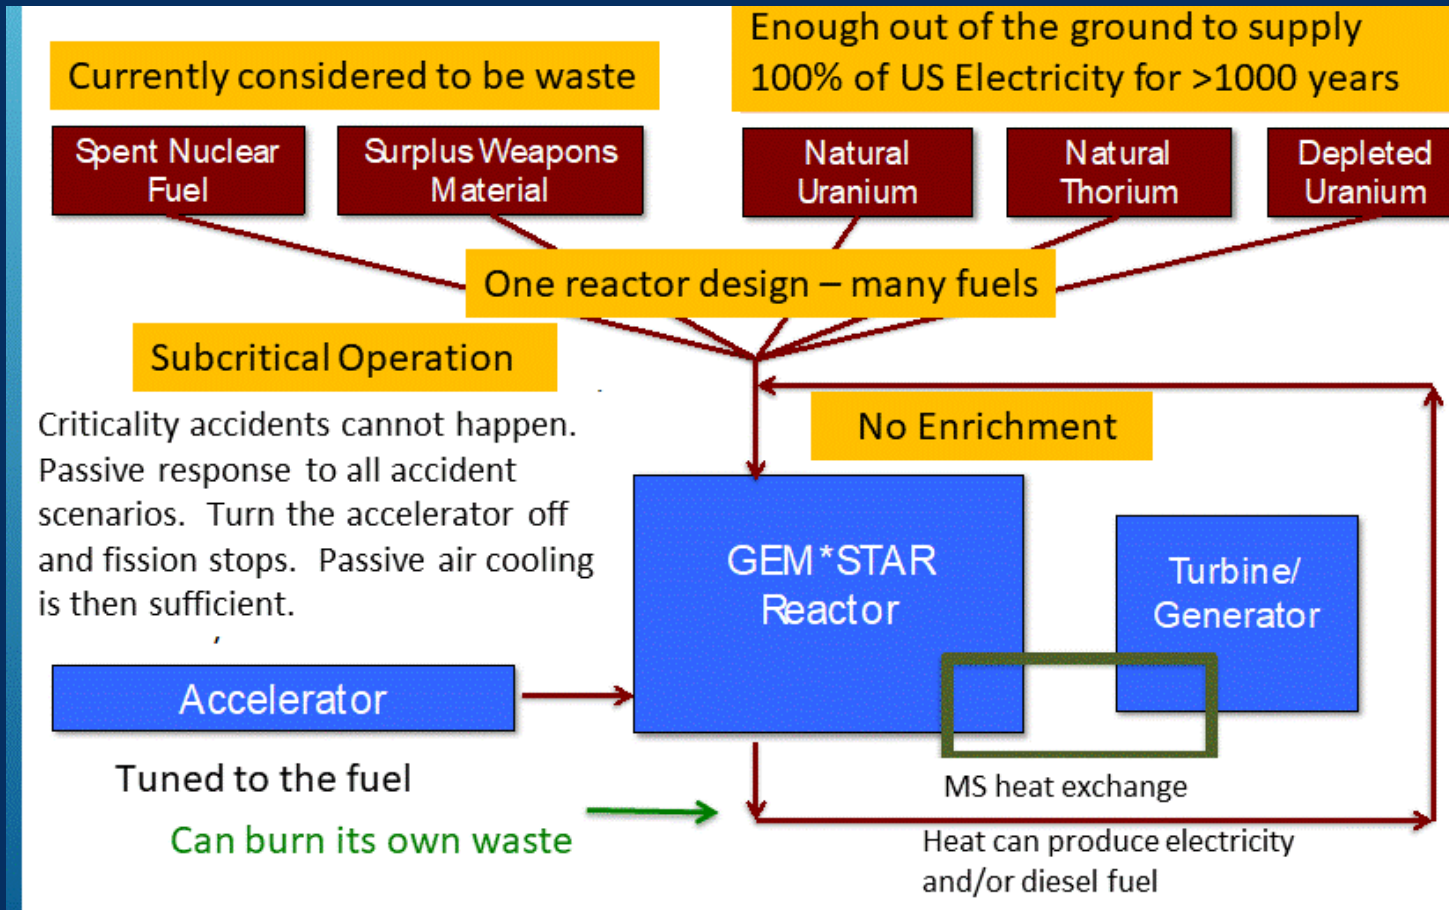 Currently considered to be waste
Enough out of the ground to supply
100% of US Electricity for >1000 years
Spent Nuclear
Fuel
Surplus Weapons
Material
Natural
Uranium
Natural
Thorium
Depleted
Uranium
One reactor design – many fuels
Subcritical Operation
Criticality accidents cannot happen.
Passive response to all accident
scenarios. Turn the accelerator off
and fission stops. Passive air cooling
is then sufficient.
No Enrichment
GEM*STAR
Reactor
Turbine/
Generator
Accelerator
Tuned to the fuel
Can burn its own waste
MS heat exchange
Heat can produce electricity
and/or diesel fuel